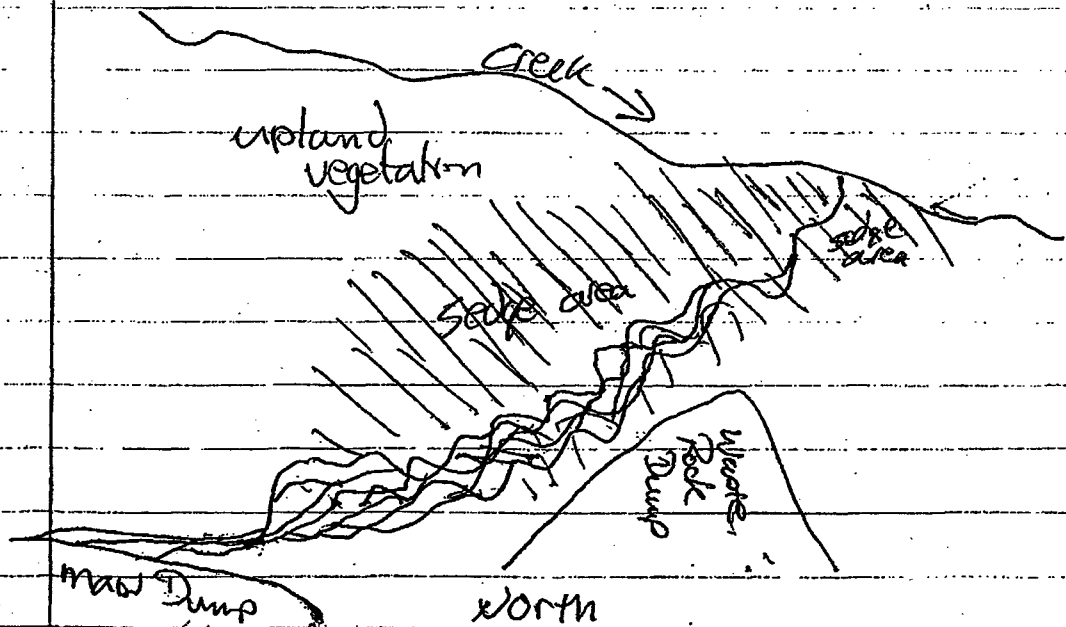 Creek
upland
vegetation
sedge area
sedge
area
Waste
Rock
Dump
Main Dump
North